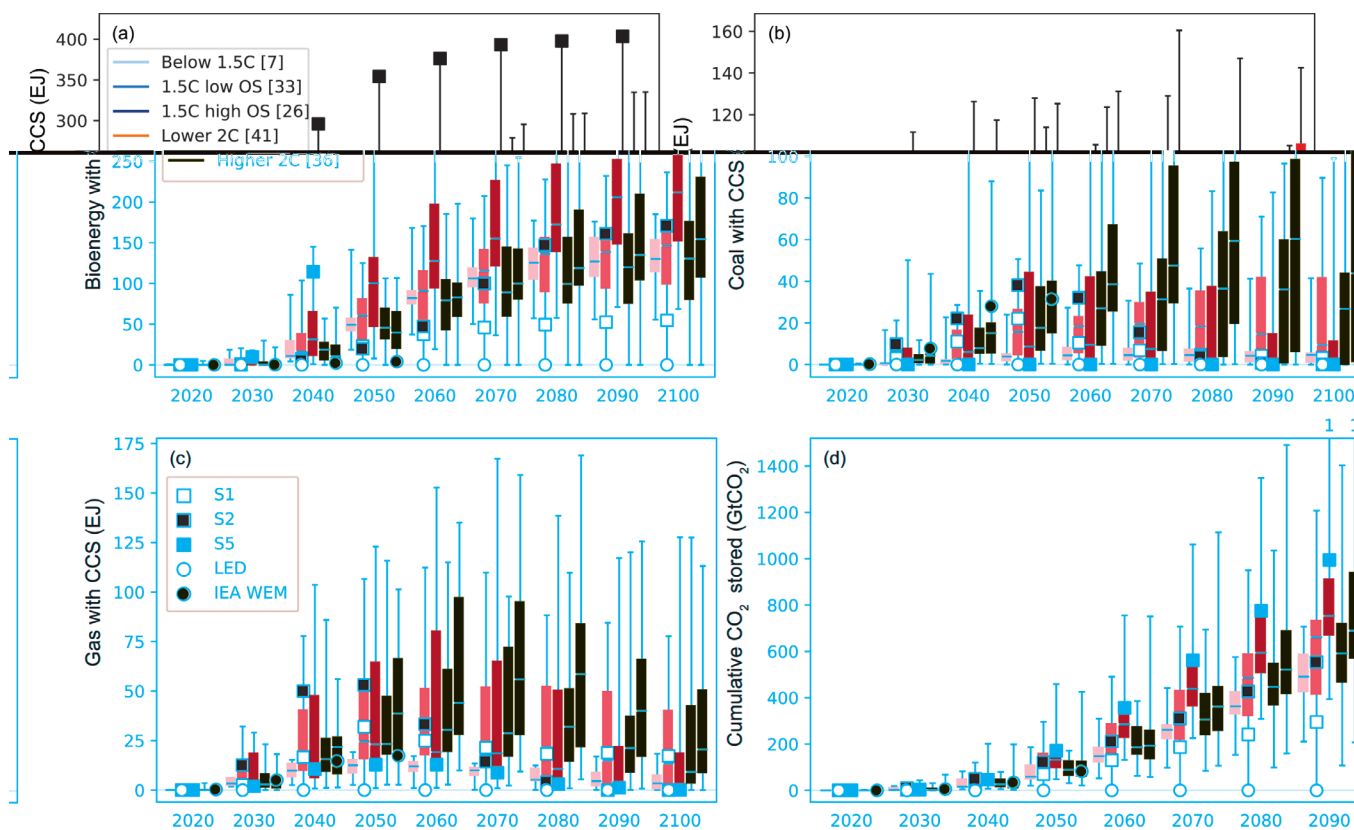 (a)
CCS (EJ)
400
350
300
Below 1.5C [7]
1.5C low OS [33]
1.5C high OS [26]
Lower 2C [41]
Higher 2C [36]
Bioenergy with
250
200
150
100
50
0
2020 2030 2040 2050 2060 2070 2080 2090 2100
(b)
(EJ)
160
140
120
Coal with CCS
100
80
60
40
20
0
2020 2030 2040 2050 2060 2070 2080 2090 2100
(c)
Gas with CCS (EJ)
175
150
125
100
75
50
25
0
S1
S2
S5
LED
IEA WEM
2020 2030 2040 2050 2060 2070 2080 2090 2100
1 1
(d)
Cumulative CO₂ stored (GtCO₂)
1400
1200
1000
800
600
400
200
0
2020 2030 2040 2050 2060 2070 2080 2090